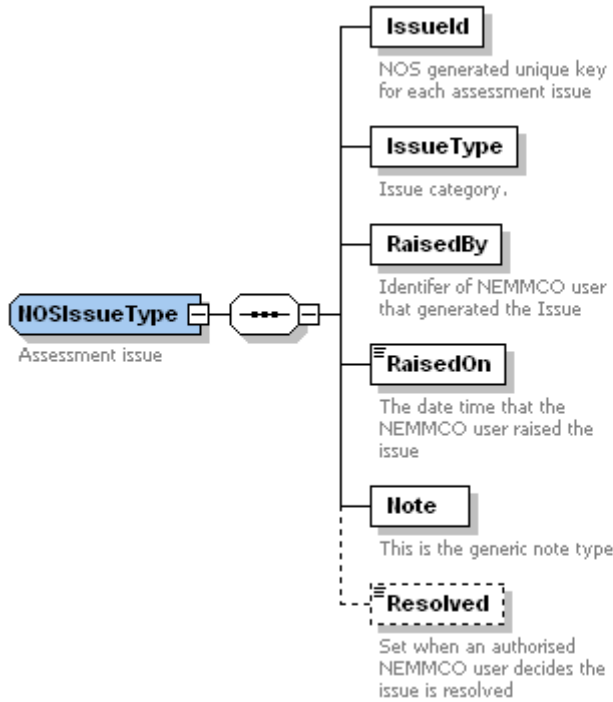 IssueId
NOS generated unique key
for each assessment issue
IssueType
Issue category.
RaisedBy
Identifer of NEMMCO user
that generated the Issue
NOSIssueType
Assessment issue
RaisedOn
The date time that the
NEMMCO user raised the
issue
Note
This is the generic note type
Resolved
Set when an authorised
NEMMCO user decides the
issue is resolved